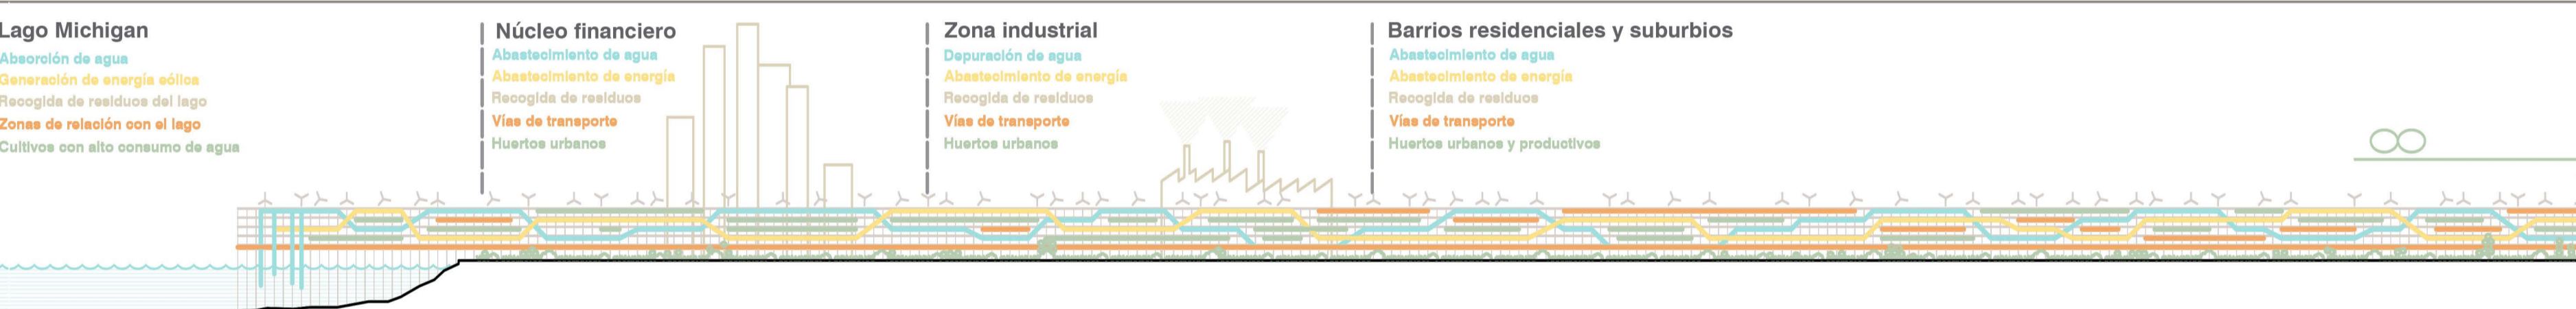 Lago Michigan
Absorción de agua
Generación de energía eólica
Recogida de residuos del lago
Zonas de relación con el lago
Cultivos con alto consumo de agua
Núcleo financiero
Abastecimiento de agua
Abastecimiento de energía
Recogida de residuos
Vías de transporte
Huertos urbanos
Zona industrial
Depuración de agua
Abastecimiento de energía
Recogida de residuos
Vías de transporte
Huertos urbanos
Barrios residenciales y suburbios
Abastecimiento de agua
Abastecimiento de energía
Recogida de residuos
Vías de transporte
Huertos urbanos y productivos